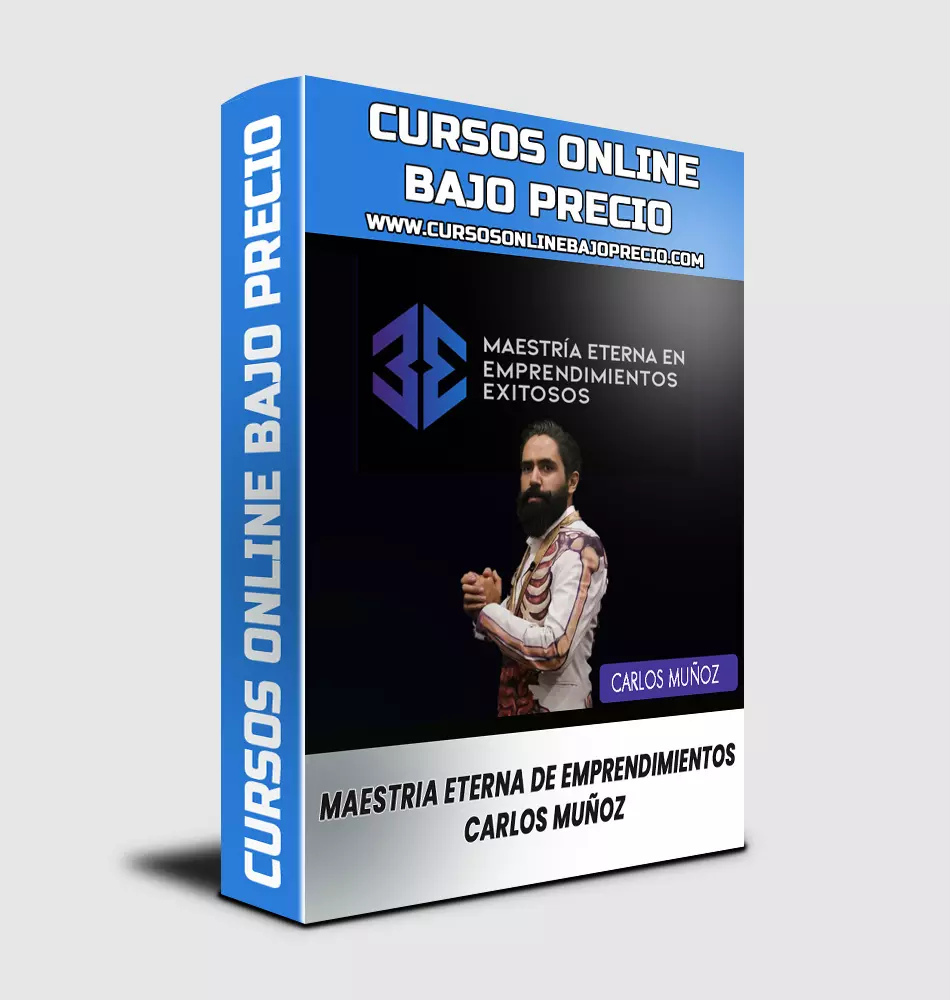 CURSOS ONLINE BAJO PRECIO
CURSOS ONLINE
BAJO PRECIO
WWW.CURSOSONLINEBAJOPRECIO.COM
MAESTRÍA ETERNA EN
EMPRENDIMIENTOS
EXITOSOS
CARLOS MUÑOZ
MAESTRIA ETERNA DE EMPRENDIMIENTOS
CARLOS MUÑOZ